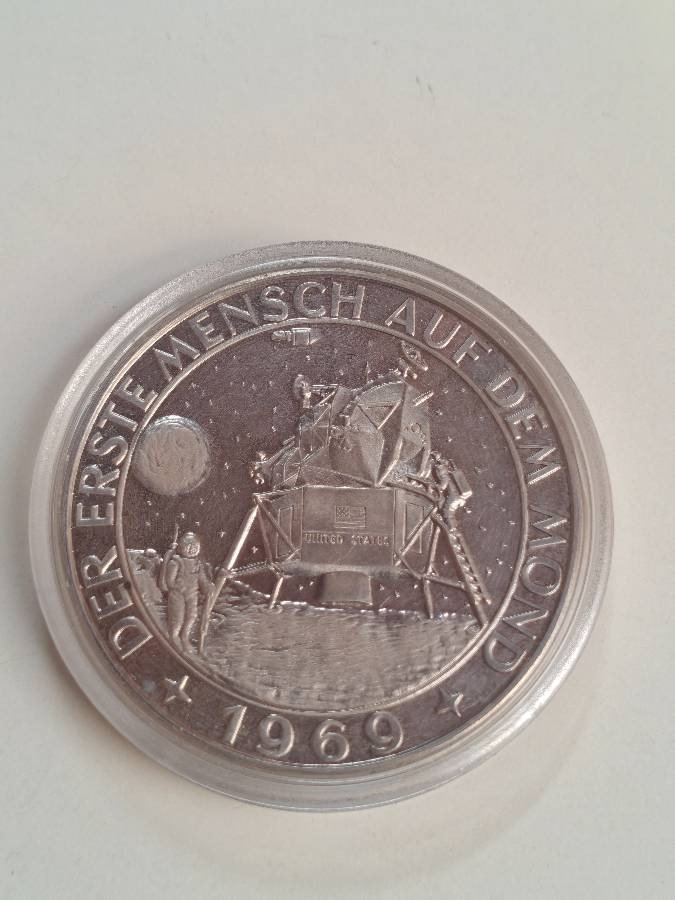 DER ERSTE MENSCH AUF DEM MOND
UNITED STATES
1969